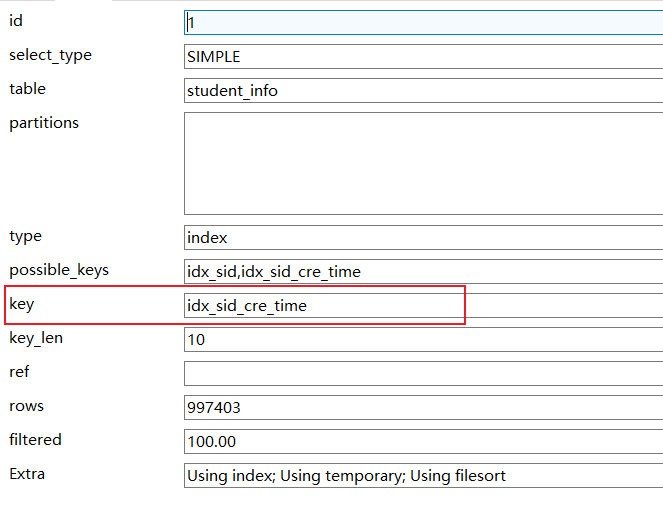 id 1
select_type SIMPLE
table student_info
partitions
type index
possible_keys idx_sid,idx_sid_cre_time
key idx_sid_cre_time
key_len 10
ref
rows 997403
filtered 100.00
Extra Using index; Using temporary; Using filesort